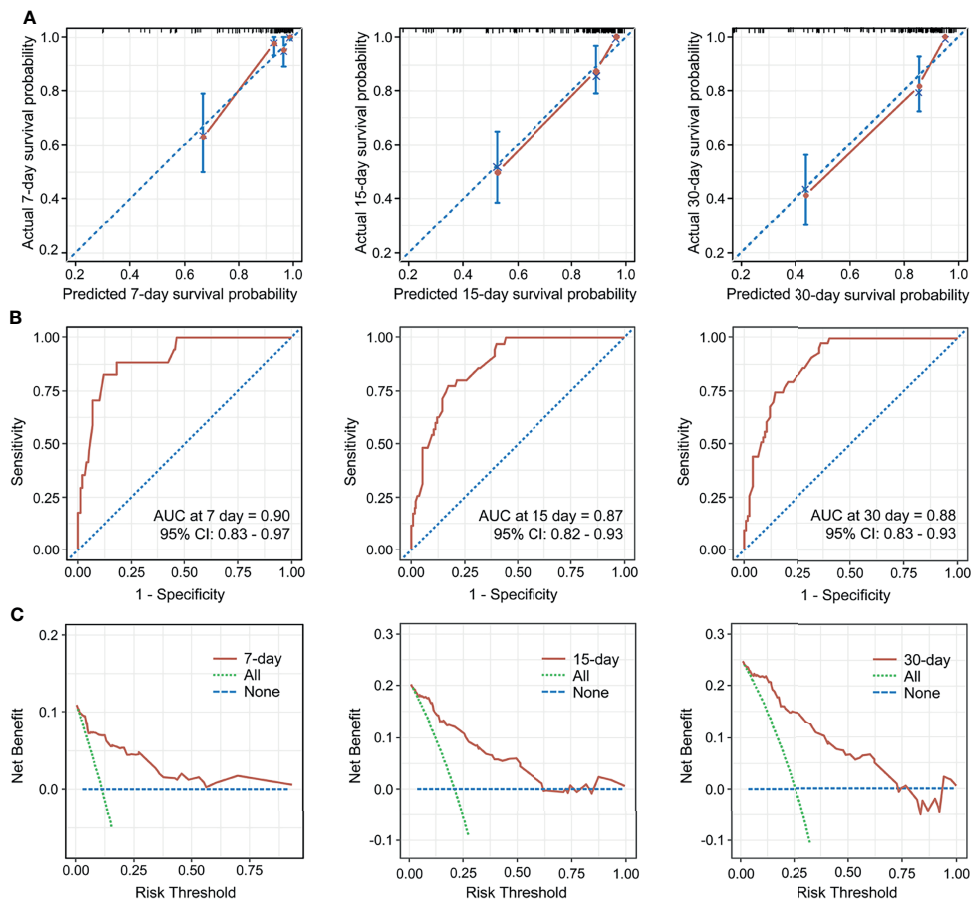 A
Actual 7-day survival probability
1.0
0.8
0.6
0.4
0.2
0.2 0.4 0.6 0.8 1.0
Predicted 7-day survival probability
Actual 15-day survival probability
1.0
0.8
0.6
0.4
0.2
0.2 0.4 0.6 0.8 1.0
Predicted 15-day survival probability
Actual 30-day survival probability
1.0
0.8
0.6
0.4
0.2
0.2 0.4 0.6 0.8 1.0
Predicted 30-day survival probability
B
Sensitivity
1.00
0.75
0.50
0.25
0.00
AUC at 7 day = 0.90
95% CI: 0.83 - 0.97
0.00 0.25 0.50 0.75 1.00
1 - Specificity
Sensitivity
1.00
0.75
0.50
0.25
0.00
AUC at 15 day = 0.87
95% CI: 0.82 - 0.93
0.00 0.25 0.50 0.75 1.00
1 - Specificity
Sensitivity
1.00
0.75
0.50
0.25
0.00
AUC at 30 day = 0.88
95% CI: 0.83 - 0.93
0.00 0.25 0.50 0.75 1.00
1 - Specificity
C
Net Benefit
0.2
0.1
0.0
7-day
All
None
0.00 0.25 0.50 0.75
Risk Threshold
Net Benefit
0.3
0.2
0.1
0.0
-0.1
15-day
All
None
0.00 0.25 0.50 0.75 1.00
Risk Threshold
Net Benefit
0.3
0.2
0.1
0.0
-0.1
30-day
All
None
0.00 0.25 0.50 0.75 1.00
Risk Threshold